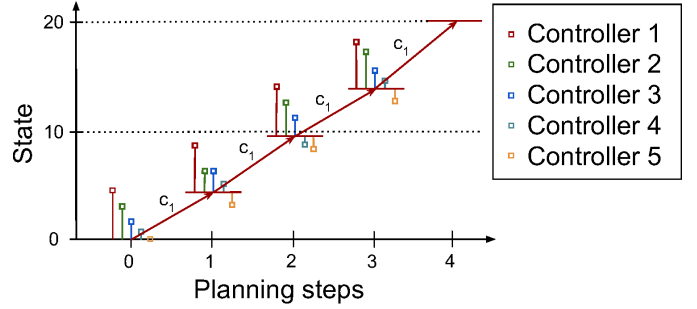 20
10
0
State
0 1 2 3 4
Planning steps
c1
c1
c1
c1
Controller 1
Controller 2
Controller 3
Controller 4
Controller 5